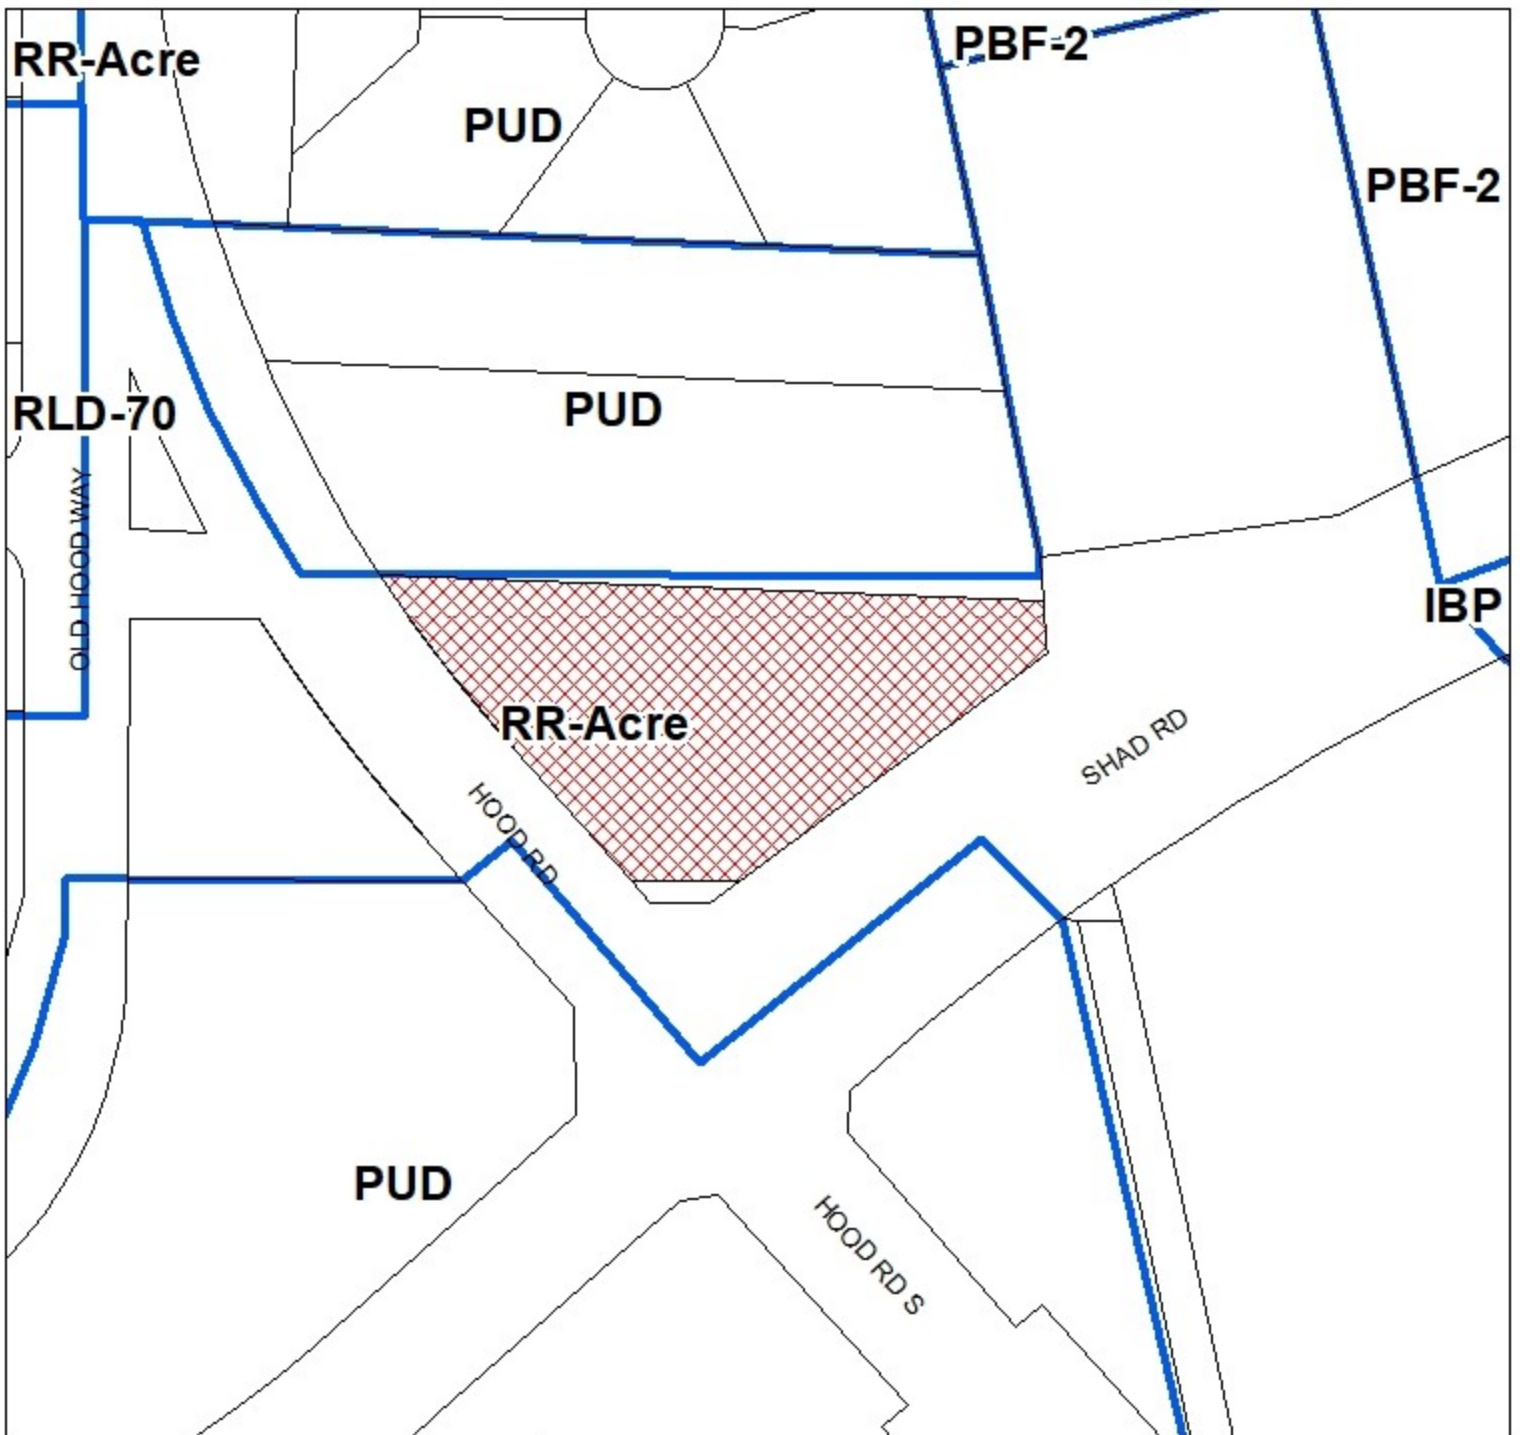 PBF-2
RR-Acre
PUD
PBF-2
RLD-70
PUD
OLD HOOD WAY
IBP
RR-Acre
SHAD RD
HOOD RD
PUD
HOOD RD S